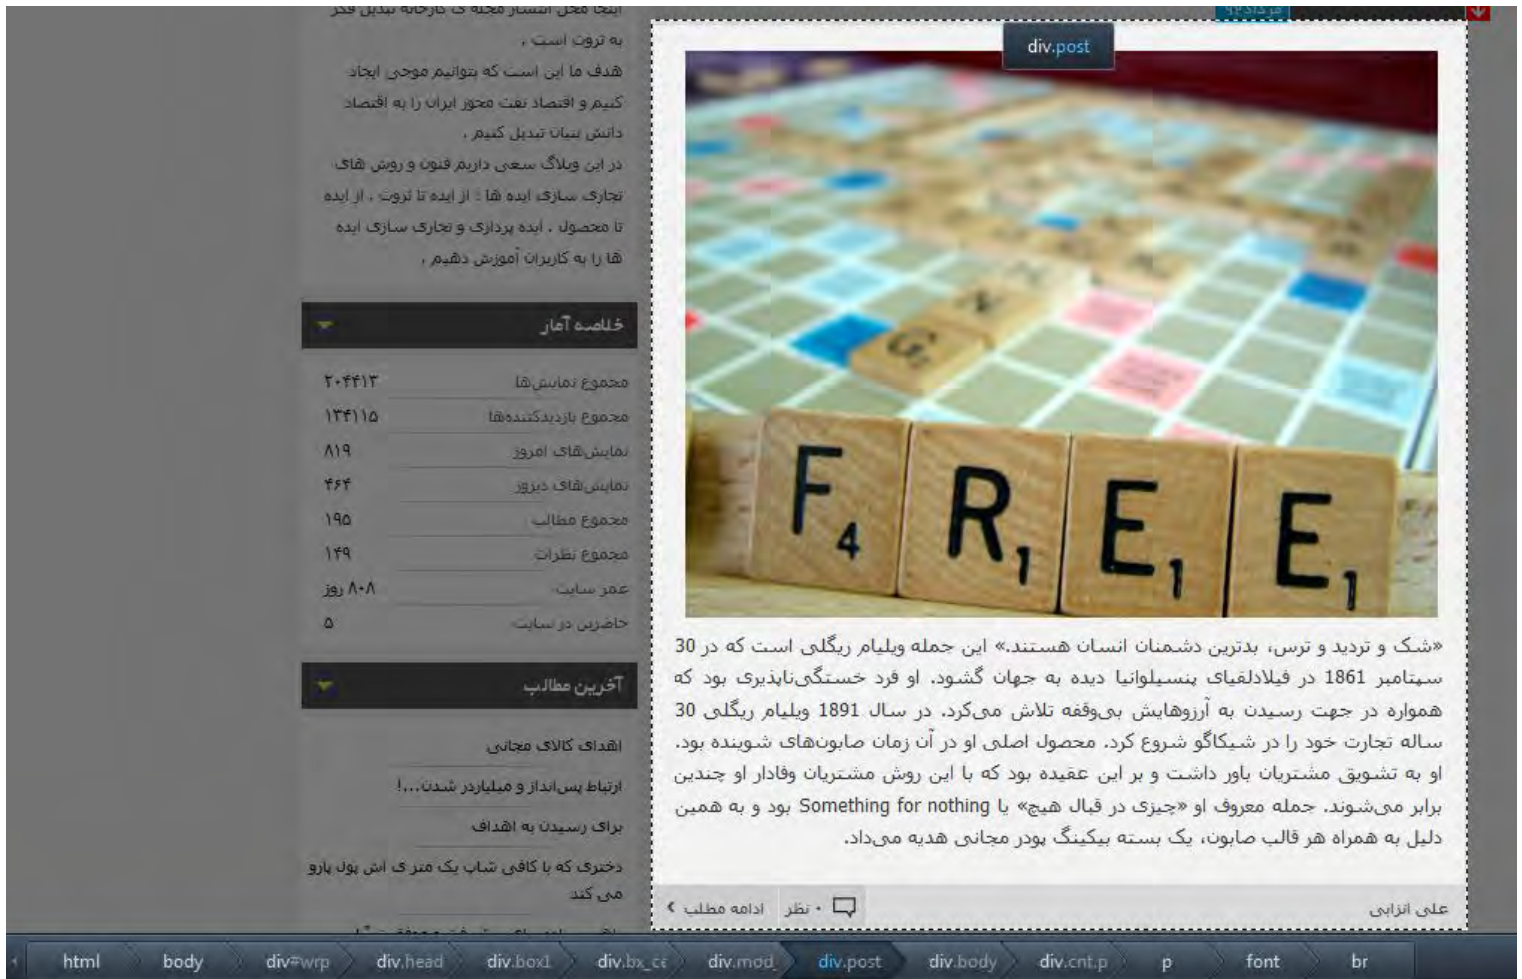 مرداد ۹۲
div.post
G
N
F4 R1 E1 E1
«شک و تردید و ترس، بدترین دشمنان انسان هستند.» این جمله ویلیام ریگلی است که در 30
سپتامبر 1861 در فیلادلفیای پنسیلوانیا دیده به جهان گشود. او فرد خستگی‌ناپذیری بود که
همواره در جهت رسیدن به آرزوهایش بی‌وقفه تلاش می‌کرد. در سال 1891 ویلیام ریگلی 30
ساله تجارت خود را در شیکاگو شروع کرد. محصول اصلی او در آن زمان صابون‌های شوینده بود.
او به تشویق مشتریان باور داشت و بر این عقیده بود که با این روش مشتریان وفادار او چندین
برابر می‌شوند. جمله معروف او «چیزی در قبال هیچ» یا Something for nothing بود و به همین
دلیل به همراه هر قالب صابون، یک بسته بیکینگ پودر مجانی هدیه می‌داد.
علی انزابی
۰ نظر
ادامه مطلب
اینجا محل انتشار مجله ی کارخانه تبدیل فکر
به ثروت است .
هدف ما این است که بتوانیم موجی ایجاد
کنیم و اقتصاد نفت محور ایران را به اقتصاد
دانش بنیان تبدیل کنیم .
در این وبلاگ سعی داریم فنون و روش های
تجاری سازی ایده ها : از ایده تا ثروت ، از ایده
تا محصول ، ایده پردازی و تجاری سازی ایده
ها را به کاربران آموزش دهیم .
خلاصه آمار
مجموع نمایش‌ها ۲۰۴۴۱۳
مجموع بازدیدکننده‌ها ۱۳۴۱۱۵
نمایش‌های امروز ۸۱۹
نمایش‌های دیروز ۴۶۴
مجموع مطالب ۱۹۵
مجموع نظرات ۱۴۹
عمر سایت ۸۰۸ روز
حاضرین در سایت ۵
آخرین مطالب
اهدای کالای مجانی
ارتباط پس‌انداز و میلیاردر شدن...!
برای رسیدن به اهداف
دختری که با کافی شاپ یک متر ی اش پول پارو
می کند
html body div#wrp div.head div.box1 div.bx_ce div.mod_ div.post div.body div.cnt.p p font br